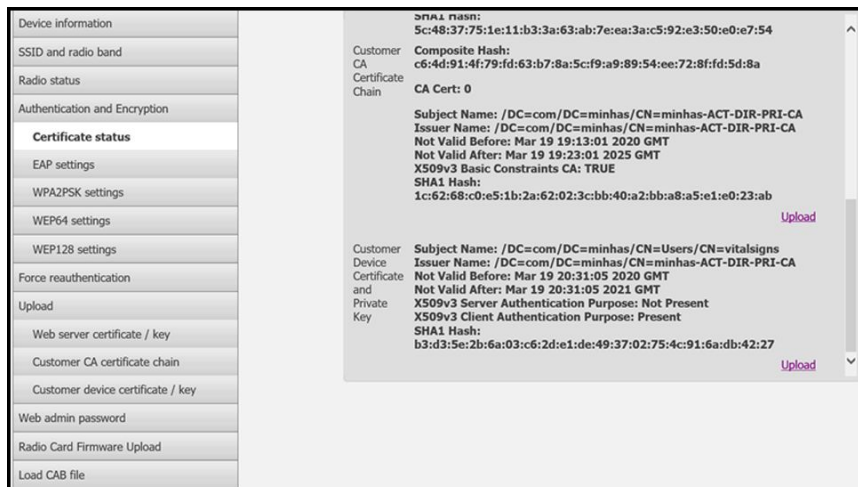 Device information
SSID and radio band
Radio status
Authentication and Encryption
Certificate status
EAP settings
WPA2PSK settings
WEP64 settings
WEP128 settings
Force reauthentication
Upload
Web server certificate / key
Customer CA certificate chain
Customer device certificate / key
Web admin password
Radio Card Firmware Upload
Load CAB file
SHA1 Hash:
5c:48:37:75:1e:11:b3:3a:63:ab:7e:ea:3a:c5:92:e3:50:e0:e7:54
Customer
CA
Certificate
Chain
Composite Hash:
c6:4d:91:4f:79:fd:63:b7:8a:5c:f9:a9:89:54:ee:72:8f:fd:5d:8a
CA Cert: 0
Subject Name: /DC=com/DC=minhas/CN=minhas-ACT-DIR-PRI-CA
Issuer Name: /DC=com/DC=minhas/CN=minhas-ACT-DIR-PRI-CA
Not Valid Before: Mar 19 19:13:01 2020 GMT
Not Valid After: Mar 19 19:23:01 2025 GMT
X509v3 Basic Constraints CA: TRUE
SHA1 Hash:
1c:62:68:c0:e5:1b:2a:62:02:3c:bb:40:a2:bb:a8:a5:e1:e0:23:ab
Upload
Customer
Device
Certificate
and
Private
Key
Subject Name: /DC=com/DC=minhas/CN=Users/CN=vitalsigns
Issuer Name: /DC=com/DC=minhas/CN=minhas-ACT-DIR-PRI-CA
Not Valid Before: Mar 19 20:31:05 2020 GMT
Not Valid After: Mar 19 20:31:05 2021 GMT
X509v3 Server Authentication Purpose: Not Present
X509v3 Client Authentication Purpose: Present
SHA1 Hash:
b3:d3:5e:2b:6a:03:c6:2d:e1:de:49:37:02:75:4c:91:6a:db:42:27
Upload